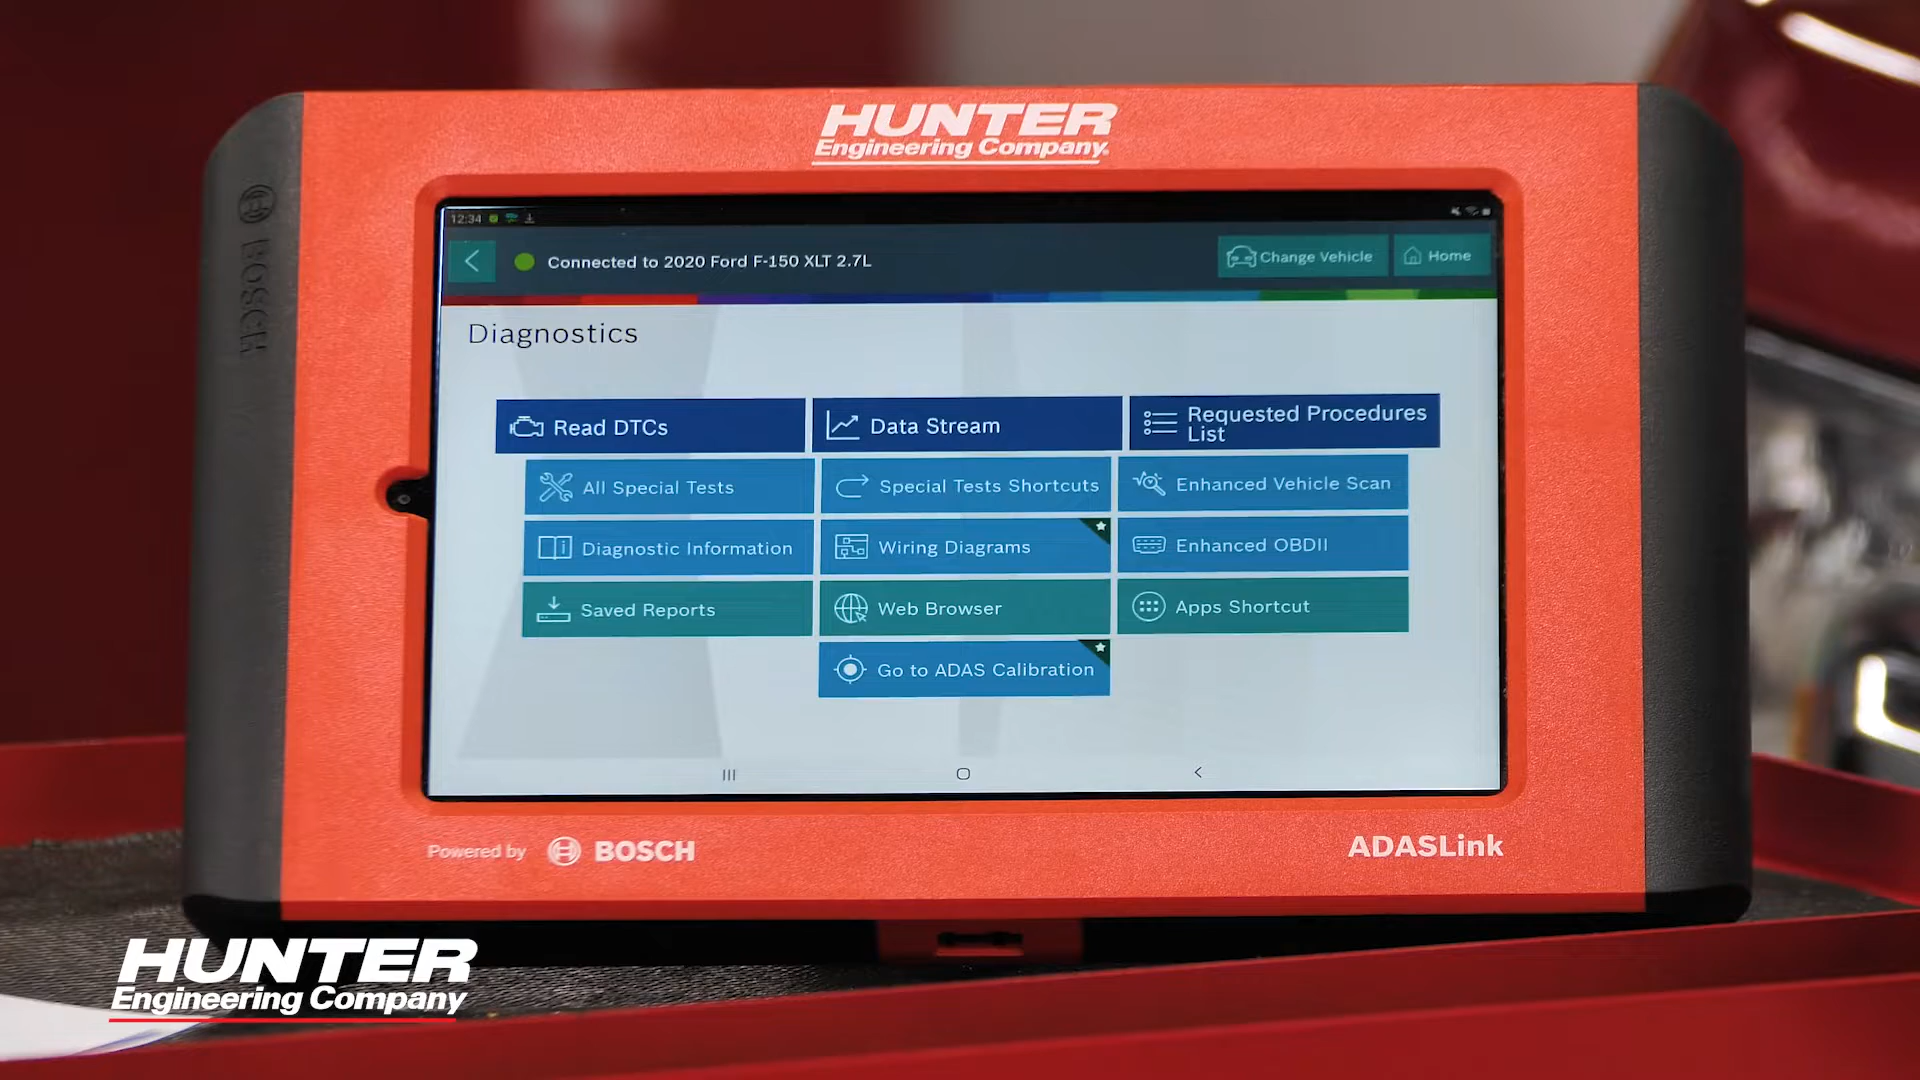 HUNTER
Engineering Company
BOSCH
12:34
Connected to 2020 Ford F-150 XLT 2.7L
Change Vehicle
Home
Diagnostics
Read DTCs
Data Stream
Requested Procedures
List
All Special Tests
Special Tests Shortcuts
Enhanced Vehicle Scan
Diagnostic Information
Wiring Diagrams
Enhanced OBDII
Saved Reports
Web Browser
Apps Shortcut
Go to ADAS Calibration
Powered by BOSCH
ADASLink
HUNTER
Engineering Company